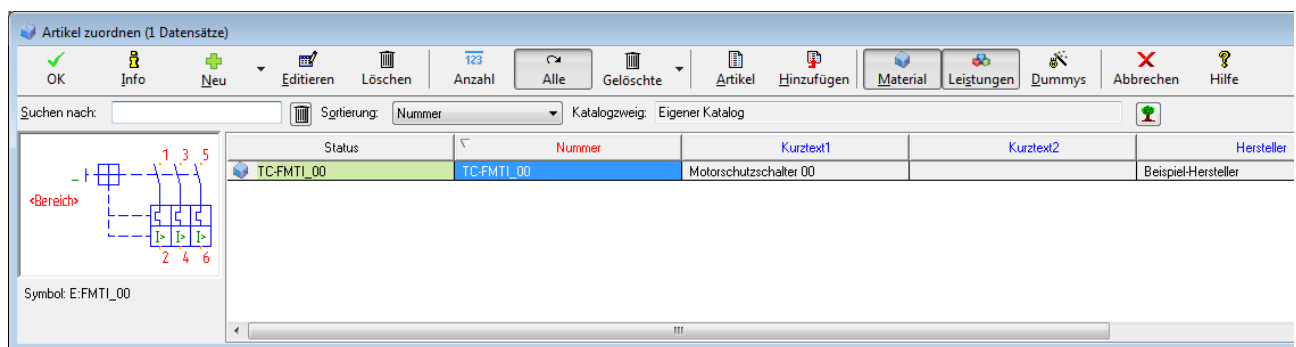 Artikel zuordnen (1 Datensätze)
OK Info Neu Editieren Löschen 123 Anzahl Alle Gelöschte Artikel Hinzufügen Material Leistungen Dummys Abbrechen Hilfe
Suchen nach: Sortierung: Nummer Katalogzweig: Eigener Katalog
Status Nummer Kurztext1 Kurztext2 Hersteller
TC-FMTI_00 TC-FMTI_00 Motorschutzschalter 00 Beispiel-Hersteller
1 3 5
<Bereich>
I> I> I>
2 4 6
Symbol: E:FMTI_00